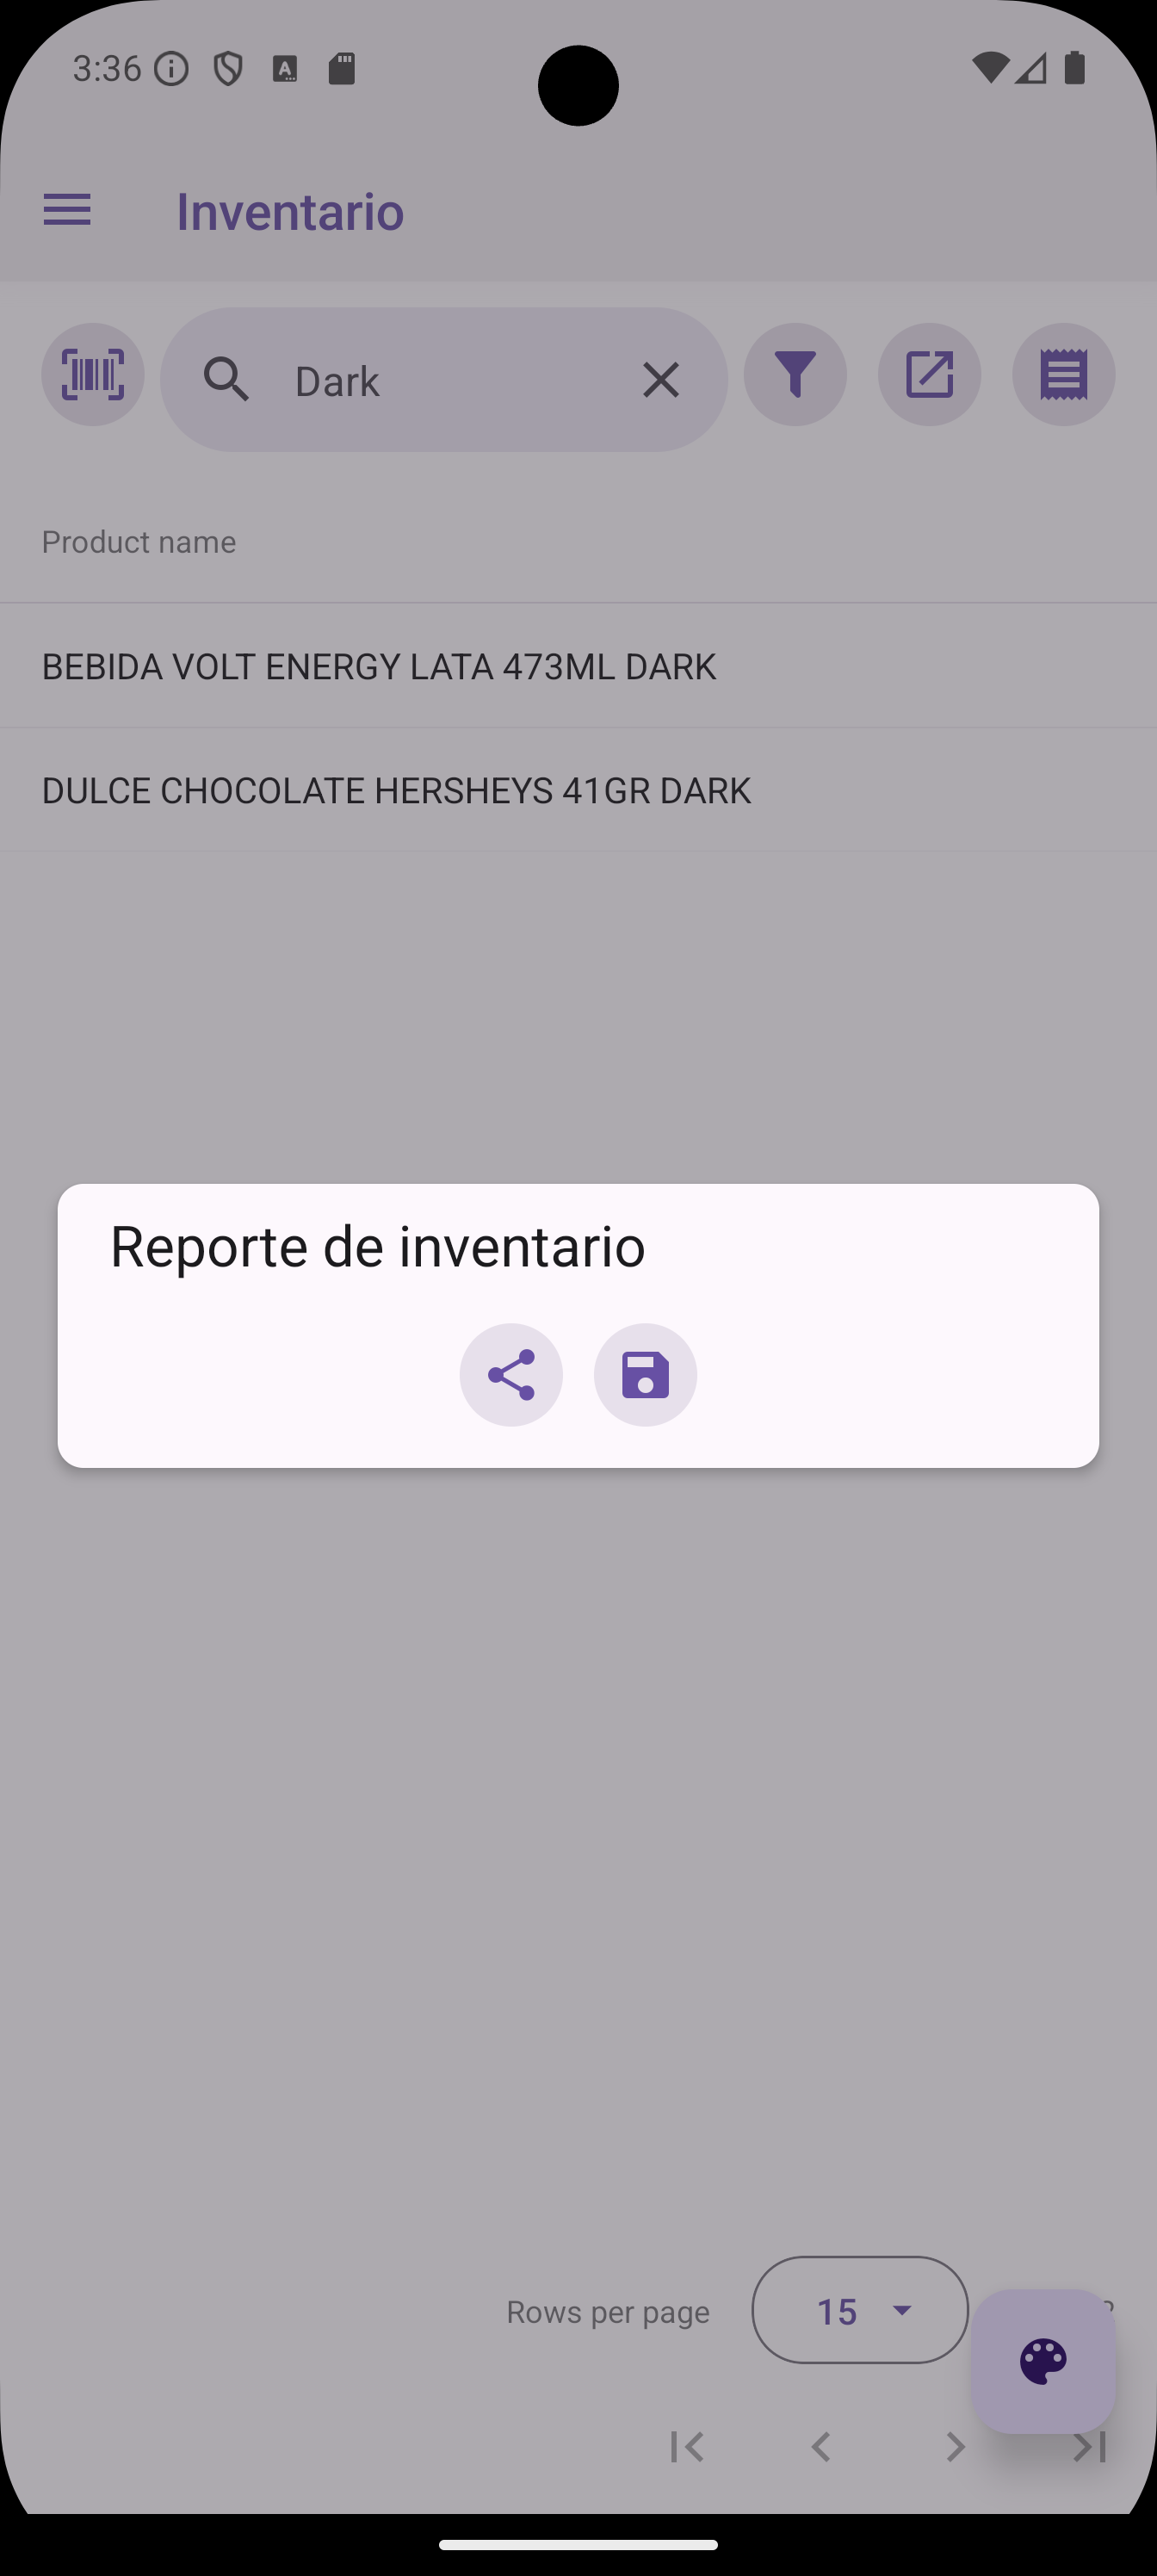 3:36
Inventario
Dark
Product name
BEBIDA VOLT ENERGY LATA 473ML DARK
DULCE CHOCOLATE HERSHEYS 41GR DARK
Reporte de inventario
Rows per page
15